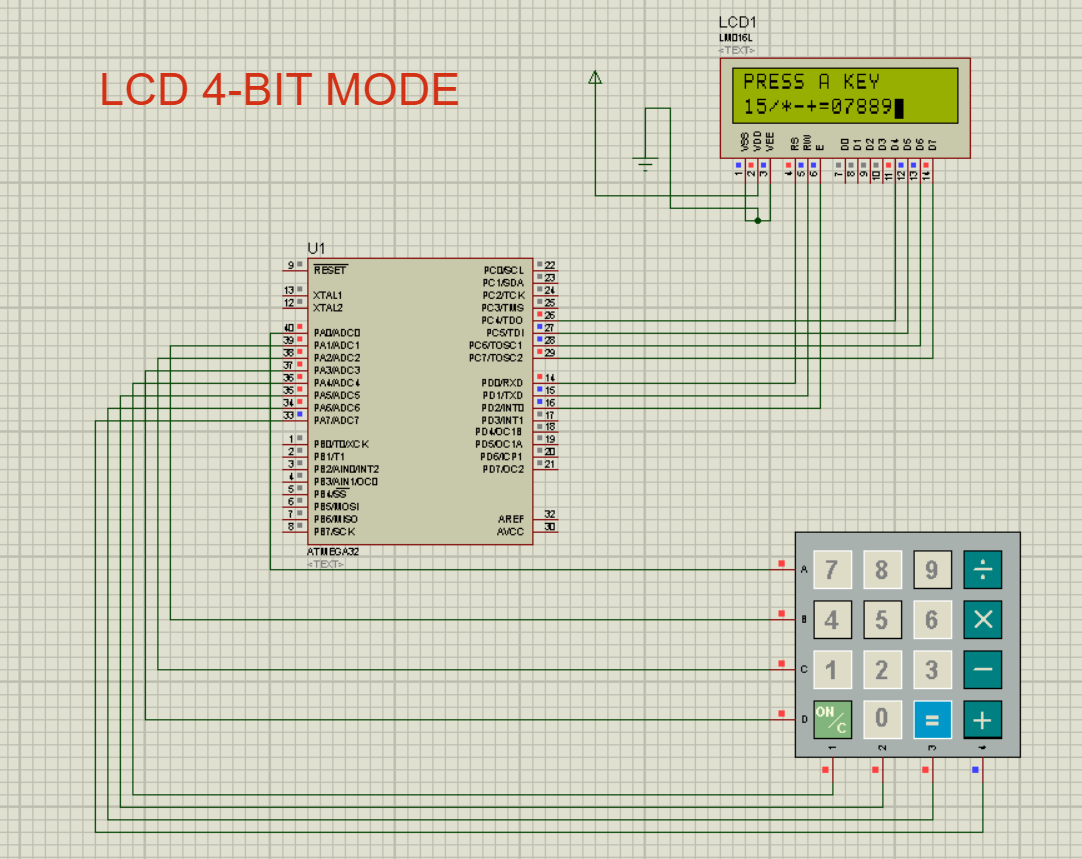 LCD1
LM016L
<TEXT>
LCD 4-BIT MODE
PRESS A KEY
15/*-+=07889
VSS VDD VEE RS RW E D0 D1 D2 D3 D4 D5 D6 D7
1 2 3 4 5 6 7 8 9 10 11 12 13 14
U1
9 RESET PC0/SCL 22
PC1/SDA 23
13 XTAL1 PC2/TCK 24
12 XTAL2 PC3/TMS 25
PC4/TDO 26
40 PA0/ADC0 PC5/TDI 27
39 PA1/ADC1 PC6/TOSC1 28
38 PA2/ADC2 PC7/TOSC2 29
37 PA3/ADC3
36 PA4/ADC4 PD0/RXD 14
35 PA5/ADC5 PD1/TXD 15
34 PA6/ADC6 PD2/INT0 16
33 PA7/ADC7 PD3/INT1 17
PD4/OC1B 18
1 PB0/T0/XCK PD5/OC1A 19
2 PB1/T1 PD6/ICP1 20
3 PB2/AIN0/INT2 PD7/OC2 21
4 PB3/AIN1/OC0
5 PB4/SS
6 PB5/MOSI
7 PB6/MISO AREF 32
8 PB7/SCK AVCC 30
ATMEGA32
<TEXT>
A 7 8 9 ÷
B 4 5 6 ×
C 1 2 3 −
D ON/C 0 = +
1 2 3 4